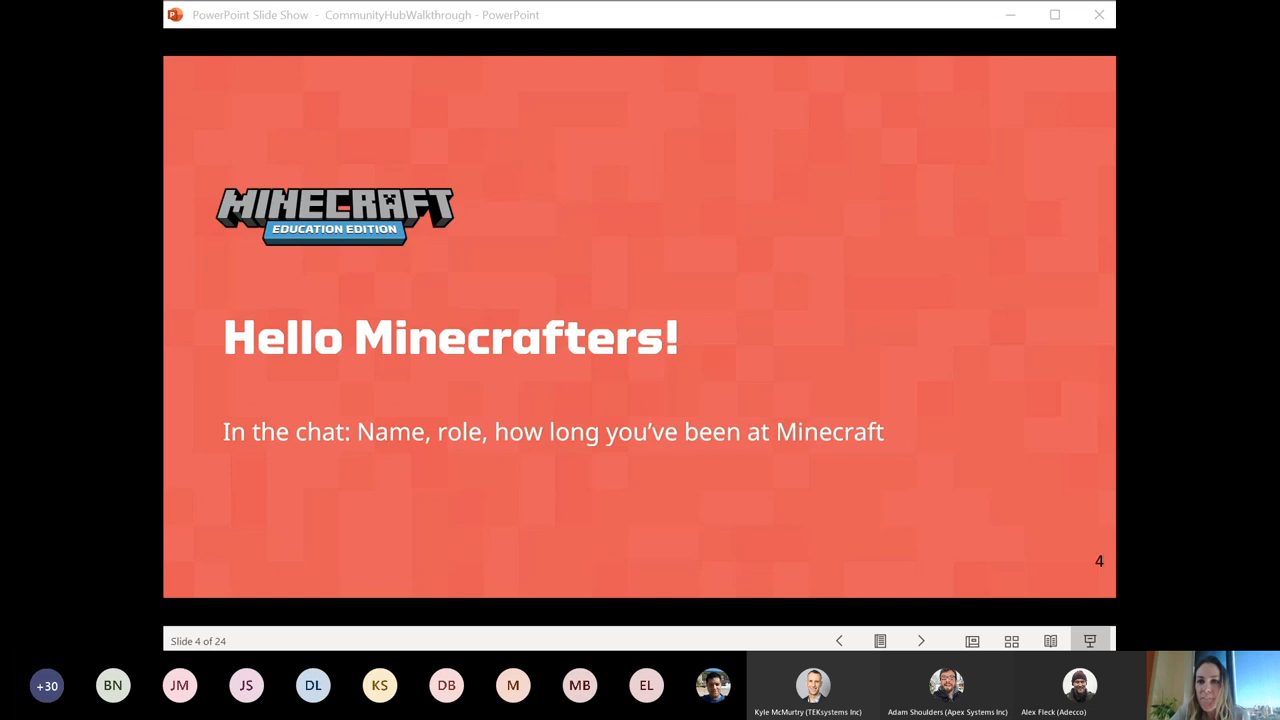 PowerPoint Slide Show - CommunityHubWalkthrough - PowerPoint
MINECRAFT
EDUCATION EDITION
Hello Minecrafters!
In the chat: Name, role, how long you’ve been at Minecraft
4
Slide 4 of 24
+30
BN
JM
JS
DL
KS
DB
M
MB
EL
Kyle McMurtry (TEKsystems Inc)
Adam Shoulders (Apex Systems Inc)
Alex Fleck (Adecco)